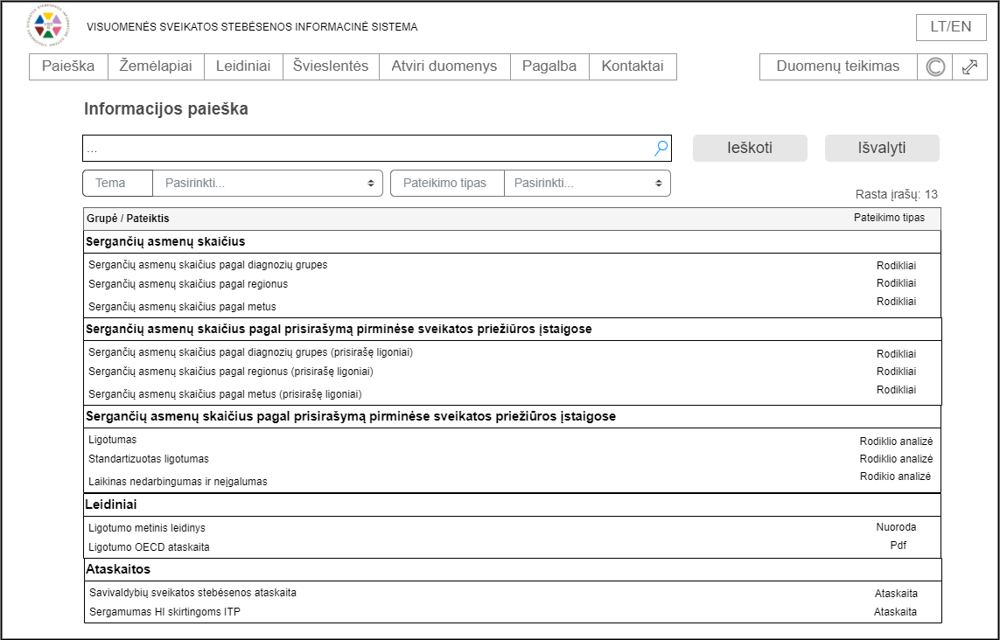 VISUOMENĖS SVEIKATOS STEBĖSENOS INFORMACINĖ SISTEMA
LT/EN
Paieška Žemėlapiai Leidiniai Švieslentės Atviri duomenys Pagalba Kontaktai Duomenų teikimas ©
Informacijos paieška
... Ieškoti Išvalyti
Tema Pasirinkti... Pateikimo tipas Pasirinkti...
Rasta įrašų: 13
Grupė / Pateiktis Pateikimo tipas
Sergančių asmenų skaičius
Sergančių asmenų skaičius pagal diagnozių grupes Rodikliai
Sergančių asmenų skaičius pagal regionus Rodikliai
Sergančių asmenų skaičius pagal metus Rodikliai
Sergančių asmenų skaičius pagal prisirašymą pirminėse sveikatos priežiūros įstaigose
Sergančių asmenų skaičius pagal diagnozių grupes (prisirašę ligoniai) Rodikliai
Sergančių asmenų skaičius pagal regionus (prisirašę ligoniai) Rodikliai
Sergančių asmenų skaičius pagal metus (prisirašę ligoniai) Rodikliai
Sergančių asmenų skaičius pagal prisirašymą pirminėse sveikatos priežiūros įstaigose
Ligotumas Rodiklio analizė
Standartizuotas ligotumas Rodiklio analizė
Laikinas nedarbingumas ir neįgalumas Rodikio analizė
Leidiniai
Ligotumo metinis leidinys Nuoroda
Ligotumo OECD ataskaita Pdf
Ataskaitos
Savivaldybių sveikatos stebėsenos ataskaita Ataskaita
Sergamumas HI skirtingoms ITP Ataskaita